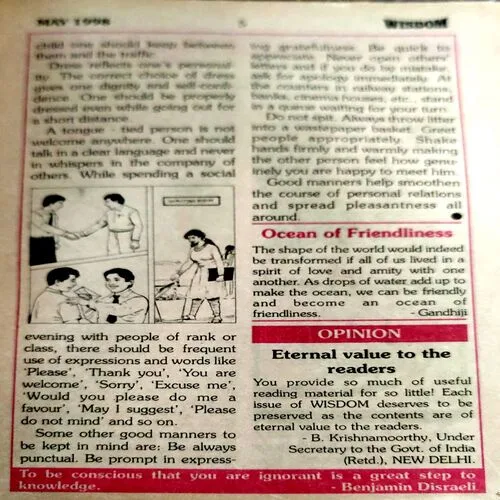 MAY 1998 5 WISDOM
child one should keep between
them and the traffic.
Dress reflects one's personal-
ity. The correct choice of dress
gives one dignity and self-confi-
dence. One should be properly
dressed even while going out for
a short distance.
A tongue - tied person is not
welcome anywhere. One should
talk in a clear language and never
in whispers in the company of
others. While spending a social
evening with people of rank or
class, there should be frequent
use of expressions and words like
'Please', 'Thank you', 'You are
welcome', 'Sorry', 'Excuse me',
'Would you please do me a
favour', 'May I suggest', 'Please
do not mind' and so on.
Some other good manners to
be kept in mind are: Be always
punctual. Be prompt in express-
ing gratefulness. Be quick to
appreciate. Never open others'
letters and if you do by mistake,
ask for apology immediately. At
the counters in railway stations,
banks, cinema houses, etc., stand
in a queue waiting for your turn.
Do not spit. Always throw litter
into a wastepaper basket. Greet
people appropriately. Shake
hands firmly and warmly making
the other person feel how genu-
inely you are happy to meet him.
Good manners help smoothen
the course of personal relations
and spread pleasantness all
around.
Ocean of Friendliness
The shape of the world would indeed
be transformed if all of us lived in a
spirit of love and amity with one
another. As drops of water add up to
make the ocean, we can be friendly
and become an ocean of
friendliness. - Gandhiji
OPINION
Eternal value to the
readers
You provide so much of useful
reading material for so little! Each
issue of WISDOM deserves to be
preserved as the contents are of
eternal value to the readers.
- B. Krishnamoorthy, Under
Secretary to the Govt. of India
(Retd.), NEW DELHI.
To be conscious that you are ignorant is a great step to
knowledge. - Benjamin Disraeli